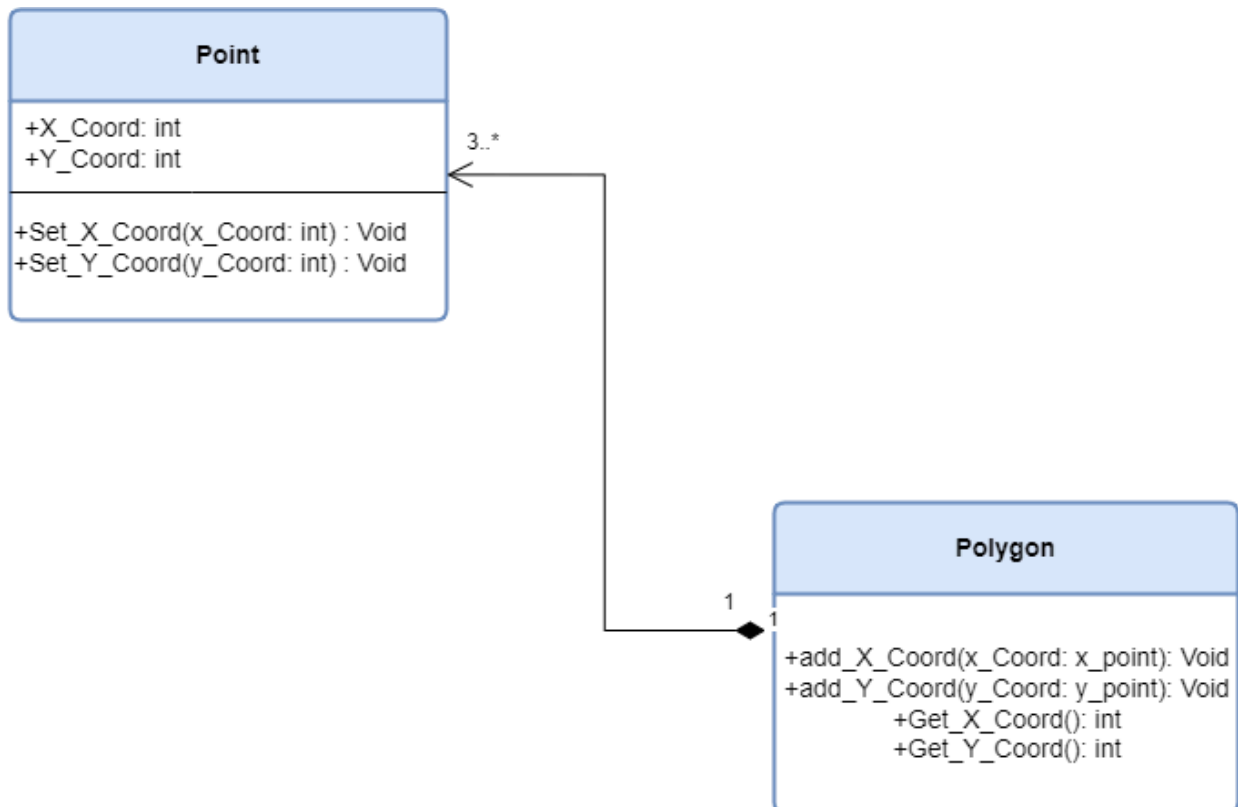 Point
+X_Coord: int
+Y_Coord: int
3..*
+Set_X_Coord(x_Coord: int) : Void
+Set_Y_Coord(y_Coord: int) : Void
Polygon
1
1
+add_X_Coord(x_Coord: x_point): Void
+add_Y_Coord(y_Coord: y_point): Void
+Get_X_Coord(): int
+Get_Y_Coord(): int